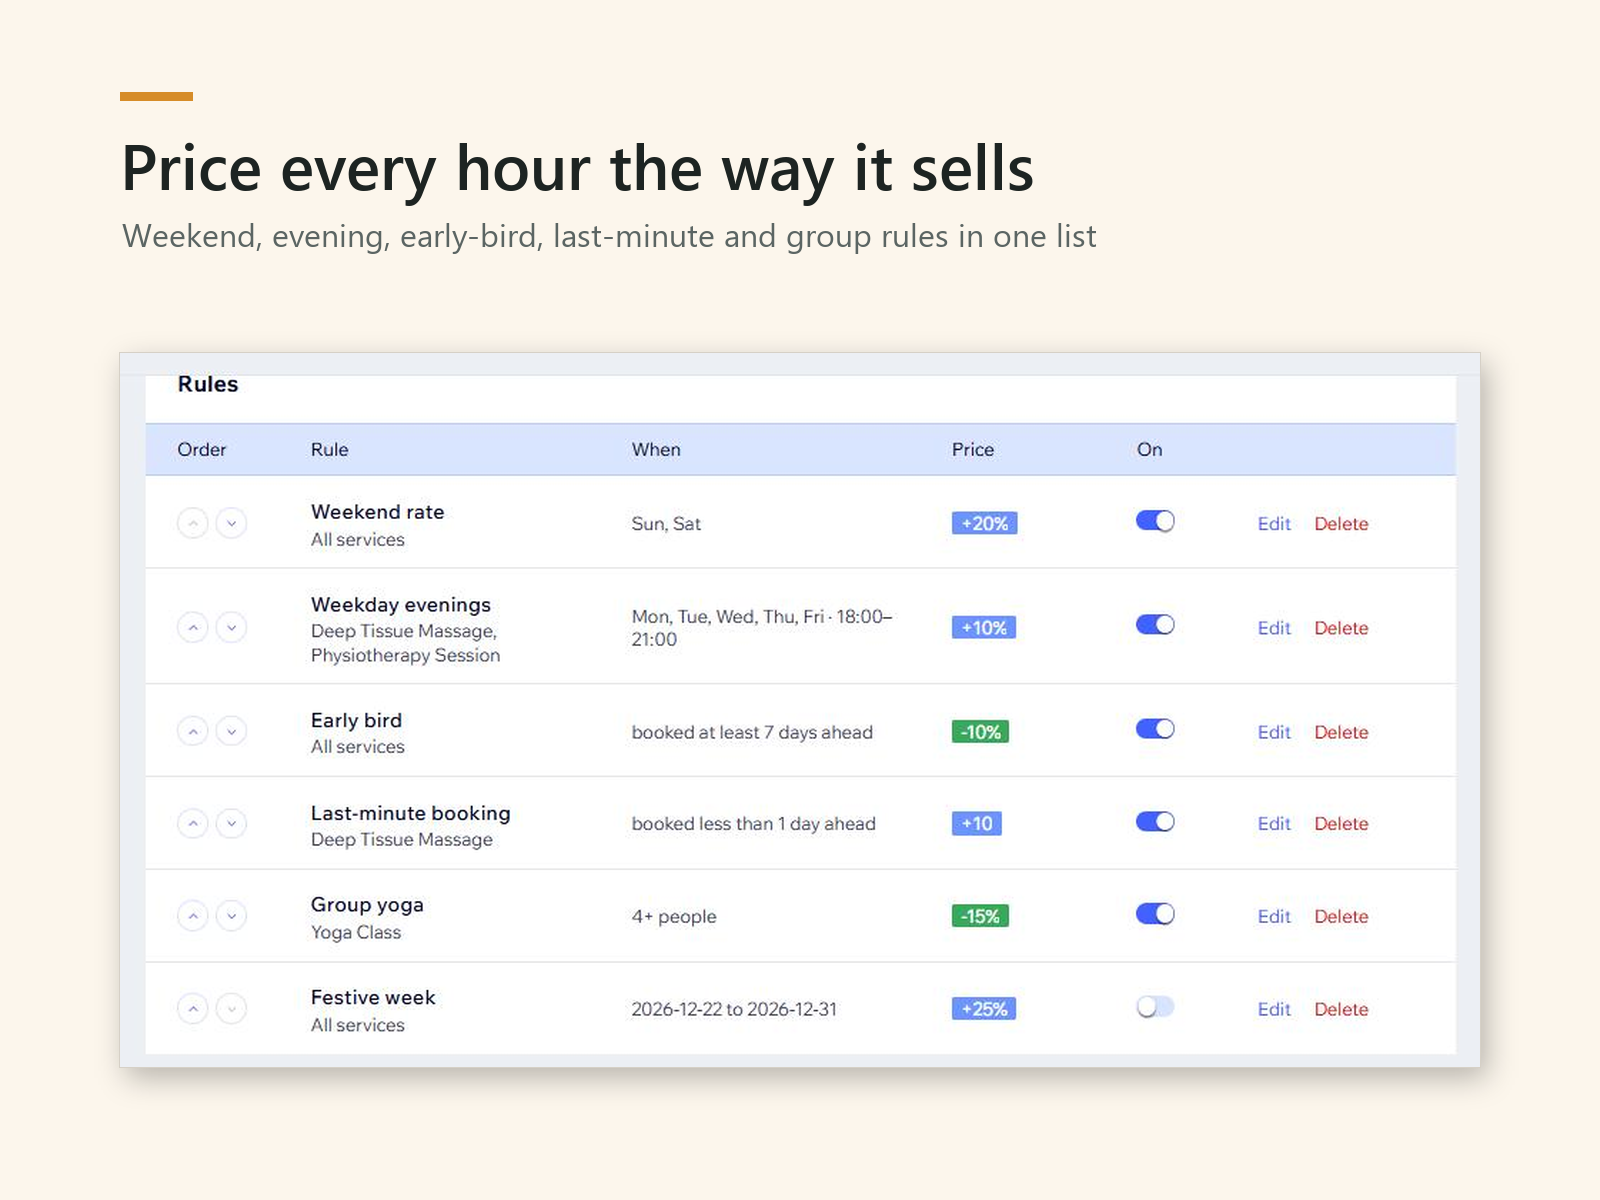 Price every hour the way it sells
Weekend, evening, early-bird, last-minute and group rules in one list
Rules
Order Rule When Price On
Weekend rate
All services
Sun, Sat
+20%
Edit Delete
Weekday evenings
Deep Tissue Massage,
Physiotherapy Session
Mon, Tue, Wed, Thu, Fri · 18:00–
21:00
+10%
Edit Delete
Early bird
All services
booked at least 7 days ahead
-10%
Edit Delete
Last-minute booking
Deep Tissue Massage
booked less than 1 day ahead
+10
Edit Delete
Group yoga
Yoga Class
4+ people
-15%
Edit Delete
Festive week
All services
2026-12-22 to 2026-12-31
+25%
Edit Delete